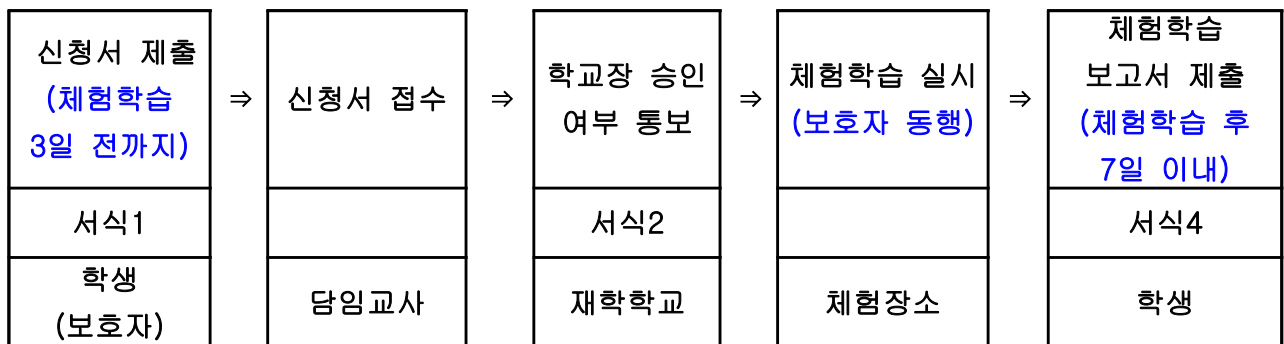 신청서 제출
(체험학습
3일 전까지)
⇒
신청서 접수
⇒
학교장 승인
여부 통보
⇒
체험학습 실시
(보호자 동행)
⇒
체험학습
보고서 제출
(체험학습 후
7일 이내)
서식1
서식2
서식4
학생
(보호자)
담임교사
재학학교
체험장소
학생